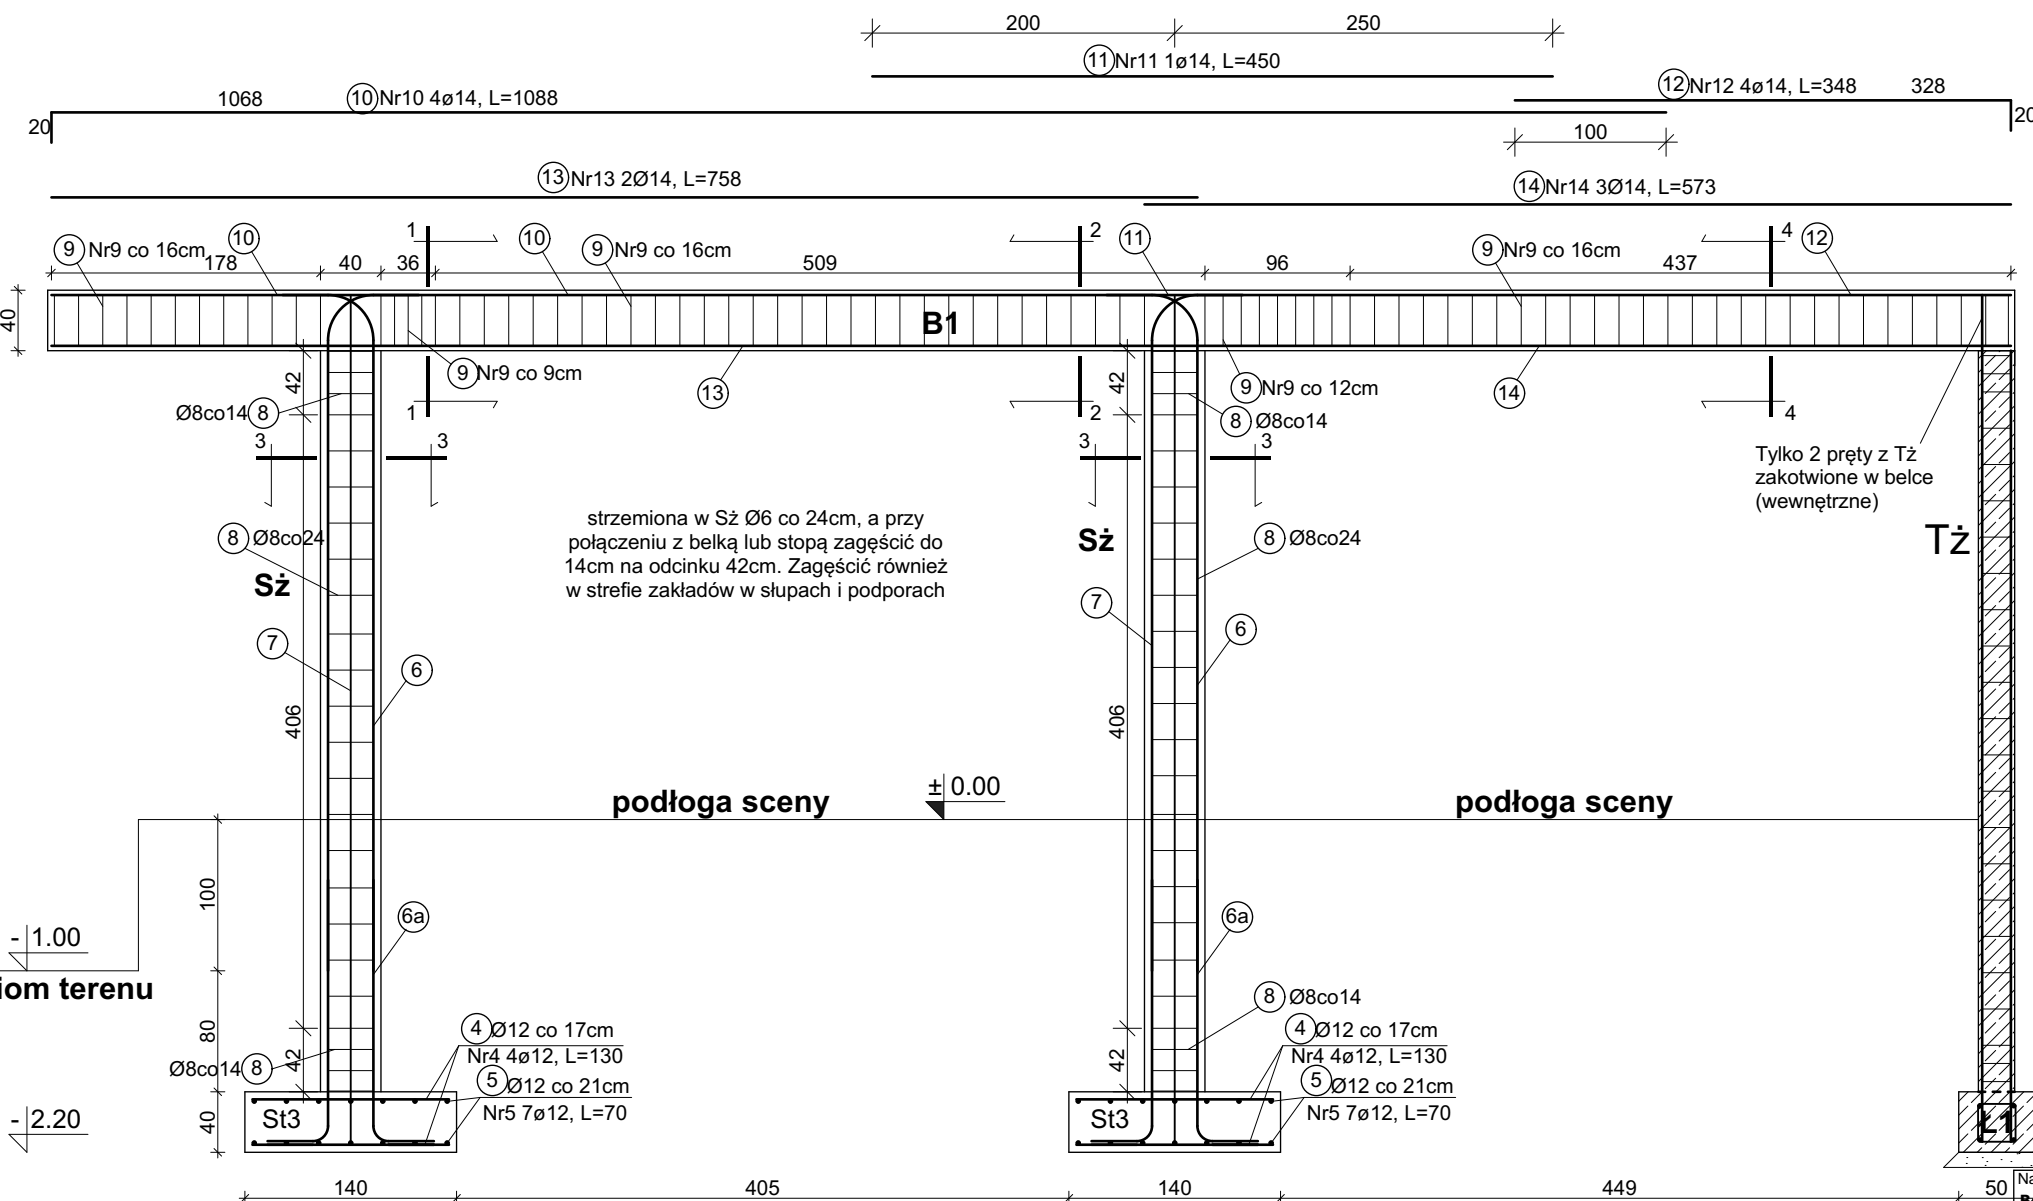 200
250
11 Nr11 1ø14, L=450
1068
10 Nr10 4ø14, L=1088
12 Nr12 4ø14, L=348
328
20
20
100
13 Nr13 2Ø14, L=758
14 Nr14 3Ø14, L=573
9 Nr9 co 16cm
10
1
10
9 Nr9 co 16cm
2
11
9 Nr9 co 16cm
4
12
178
40
36
509
96
437
40
B1
9 Nr9 co 9cm
13
9 Nr9 co 12cm
14
42
42
Ø8co14 8
1
2
8 Ø8co14
4
3
3
3
3
Tylko 2 pręty z Tż
zakotwione w belce
(wewnętrzne)
strzemiona w Sż Ø6 co 24cm, a przy
połączeniu z belką lub stopą zagęścić do
14cm na odcinku 42cm. Zagęścić również
w strefie zakładów w słupach i podporach
8 Ø8co24
Sż
Sż
8 Ø8co24
Tż
7
6
7
6
406
406
podłoga sceny
± 0.00
podłoga sceny
100
6a
6a
- 1.00
iom terenu
80
42
42
8 Ø8co14
Ø8co14 8
4 Ø12 co 17cm
Nr4 4ø12, L=130
5 Ø12 co 21cm
Nr5 7ø12, L=70
4 Ø12 co 17cm
Nr4 4ø12, L=130
5 Ø12 co 21cm
Nr5 7ø12, L=70
- 2.20
40
St3
St3
Ł1
140
405
140
449
50
Na